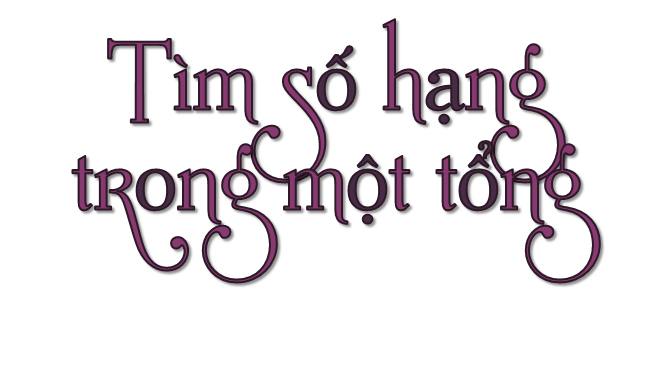 Tìm số hạng
trong một tổng